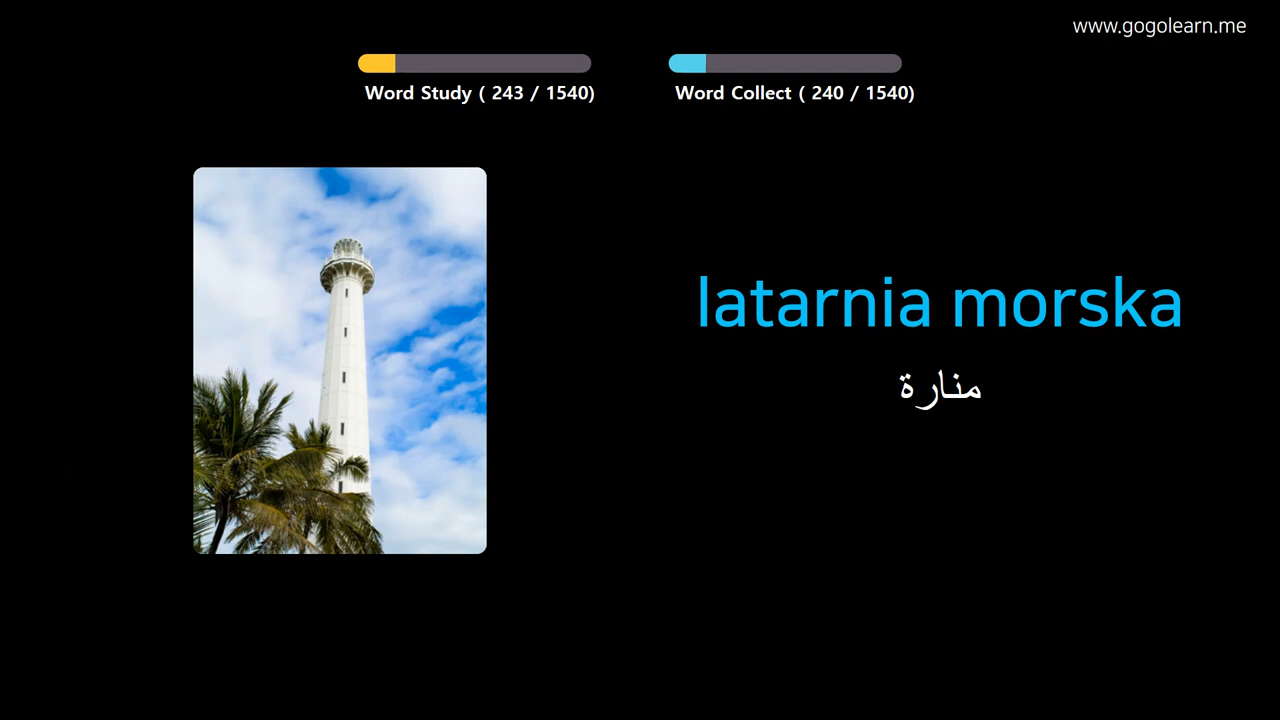 www.gogolearn.me
Word Study ( 243 / 1540)
Word Collect ( 240 / 1540)
latarnia morska
منارة